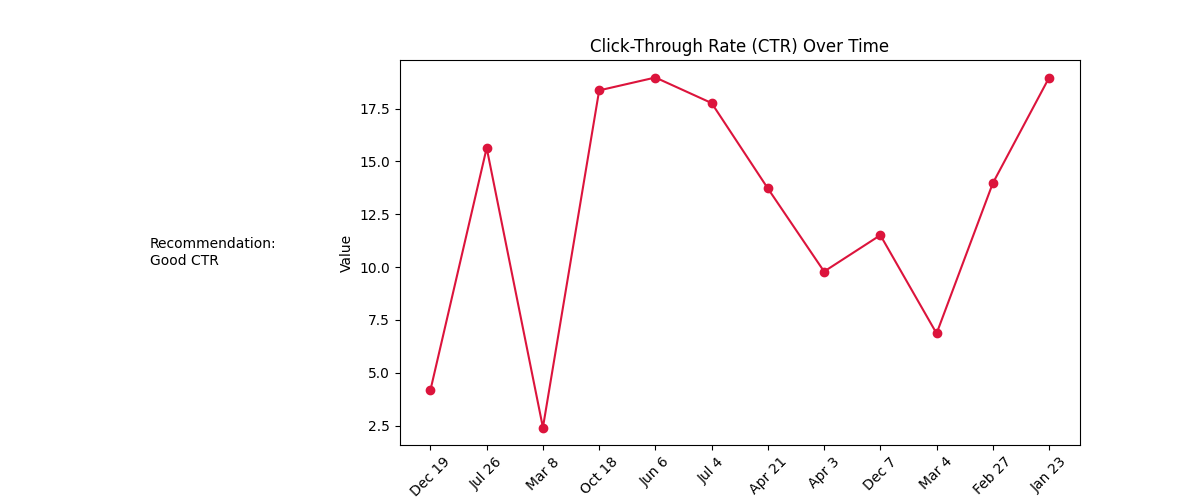 Click-Through Rate (CTR) Over Time
Recommendation:
Good CTR
Value
17.5
15.0
12.5
10.0
7.5
5.0
2.5
Dec 19
Jul 26
Mar 8
Oct 18
Jun 6
Jul 4
Apr 21
Apr 3
Dec 7
Mar 4
Feb 27
Jan 23